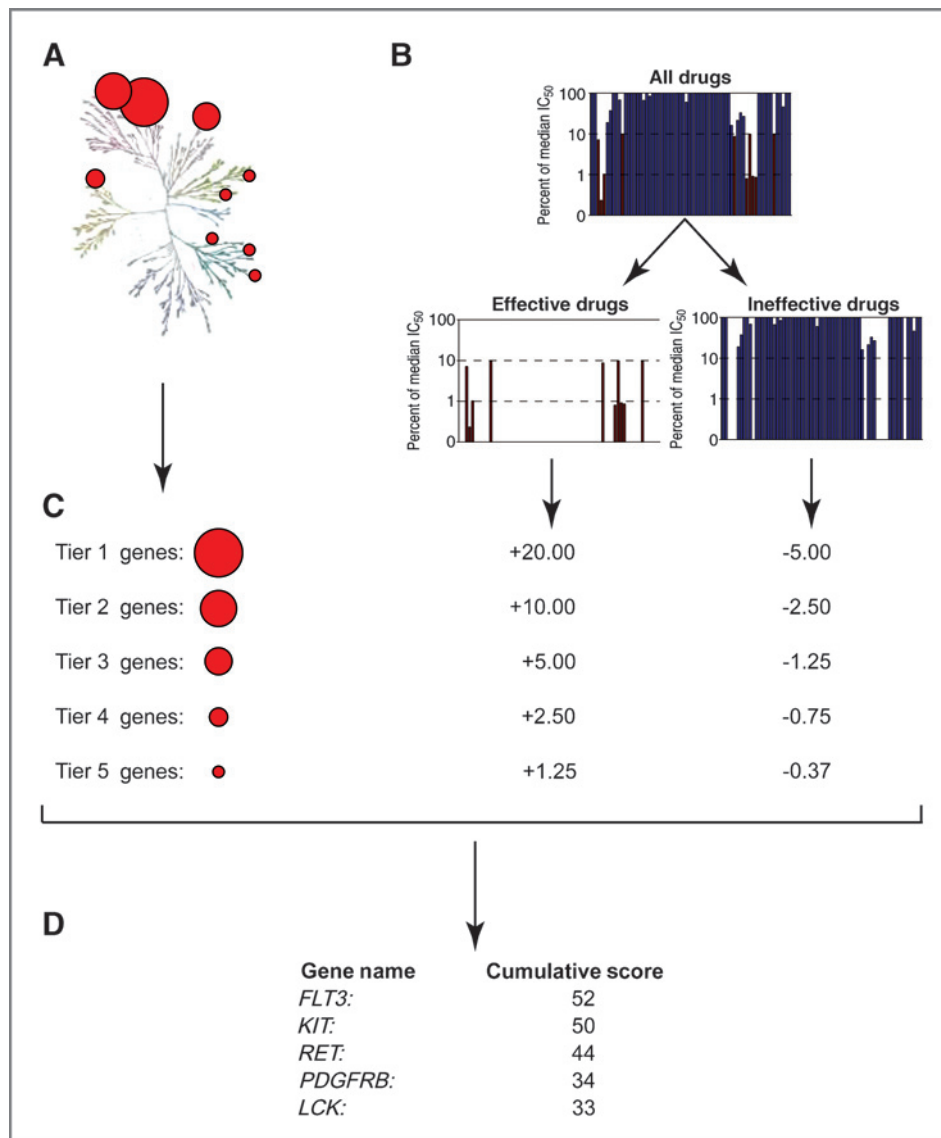 A
B
All drugs
Percent of median IC50
100
10
1
0
Effective drugs
Percent of median IC50
100
10
1
0
Ineffective drugs
Percent of median IC50
100
10
1
0
C
Tier 1 genes: +20.00 -5.00
Tier 2 genes: +10.00 -2.50
Tier 3 genes: +5.00 -1.25
Tier 4 genes: +2.50 -0.75
Tier 5 genes: +1.25 -0.37
D
Gene name Cumulative score
FLT3: 52
KIT: 50
RET: 44
PDGFRB: 34
LCK: 33